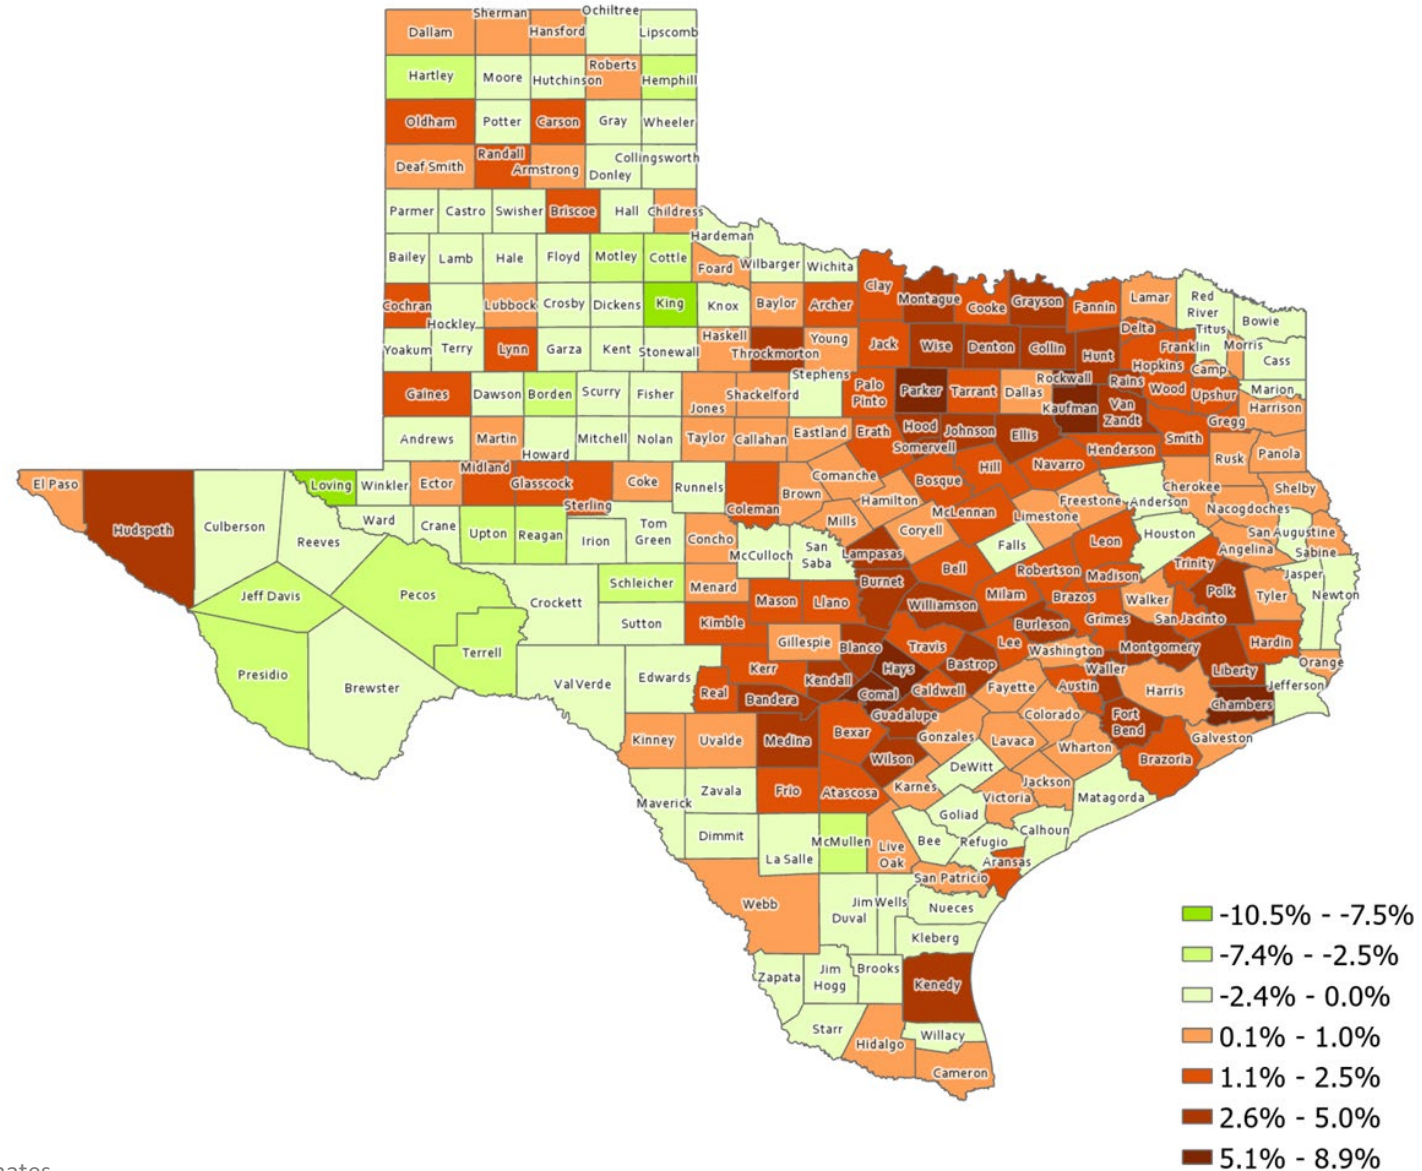 Sherman Ochiltree
Dallam Hansford Lipscomb
Hartley Moore Hutchinson Roberts Hemphill
Oldham Potter Carson Gray Wheeler
Deaf Smith Randall Armstrong Donley Collingsworth
Parmer Castro Swisher Briscoe Hall Childress
Hardeman
Bailey Lamb Hale Floyd Motley Cottle Foard Wilbarger Wichita
Cochran Hockley Lubbock Crosby Dickens King Knox Baylor Archer Clay Montague Cooke Grayson Fannin Lamar Red River Bowie
Yoakum Terry Lynn Garza Kent Stonewall Haskell Throckmorton Young Jack Wise Denton Collin Hunt Delta Hopkins Franklin Titus Camp Morris Cass
Gaines Dawson Borden Scurry Fisher Jones Shackelford Stephens Palo Pinto Parker Tarrant Dallas Rockwall Kaufman Rains Van Zandt Wood Upshur Marion Harrison Gregg
Andrews Martin Howard Mitchell Nolan Taylor Callahan Eastland Erath Hood Somervell Johnson Ellis Henderson Smith Rusk Panola
El Paso Hudspeth Culberson Reeves Loving Winkler Ector Midland Glasscock Sterling Coke Runnels Coleman Brown Comanche Hamilton Bosque Hill Navarro Freestone Anderson Cherokee Nacogdoches Shelby
Ward Crane Upton Reagan Irion Tom Green Concho McCulloch San Saba Mills Lampasas Coryell McLennan Limestone Falls Leon Houston Angelina San Augustine Sabine
Jeff Davis Pecos Crockett Schleicher Menard Mason Llano Burnet Bell Williamson Milam Robertson Madison Brazos Grimes Walker Trinity Polk San Jacinto Tyler Jasper Newton
Presidio Brewster Terrell Sutton Kimble Gillespie Blanco Travis Lee Burleson Washington Montgomery Liberty Hardin Orange
Val Verde Edwards Real Kerr Bandera Kendall Comal Hays Caldwell Bastrop Fayette Austin Waller Harris Chambers Jefferson
Kinney Uvalde Medina Bexar Guadalupe Wilson Gonzales Lavaca Colorado Wharton Fort Bend Brazoria Galveston
Maverick Zavala Frio Atascosa Karnes DeWitt Victoria Jackson Matagorda
Dimmit La Salle McMullen Live Oak Bee Goliad Refugio Calhoun Aransas
Webb Duval Jim Wells San Patricio Nueces
Kleberg
Zapata Jim Hogg Brooks Kenedy
Starr Hidalgo Willacy
Cameron
-10.5% - -7.5%
-7.4% - -2.5%
-2.4% - 0.0%
0.1% - 1.0%
1.1% - 2.5%
2.6% - 5.0%
5.1% - 8.9%